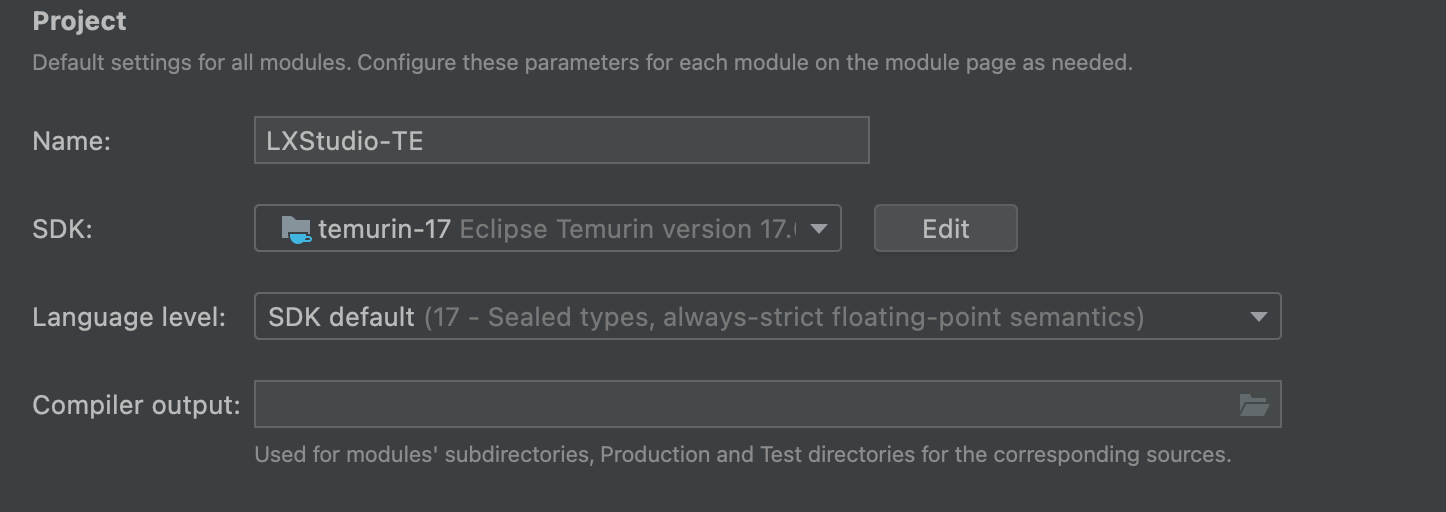 Project
Default settings for all modules. Configure these parameters for each module on the module page as needed.
Name: LXStudio-TE
SDK: temurin-17 Eclipse Temurin version 17. Edit
Language level: SDK default (17 - Sealed types, always-strict floating-point semantics)
Compiler output:
Used for modules' subdirectories, Production and Test directories for the corresponding sources.